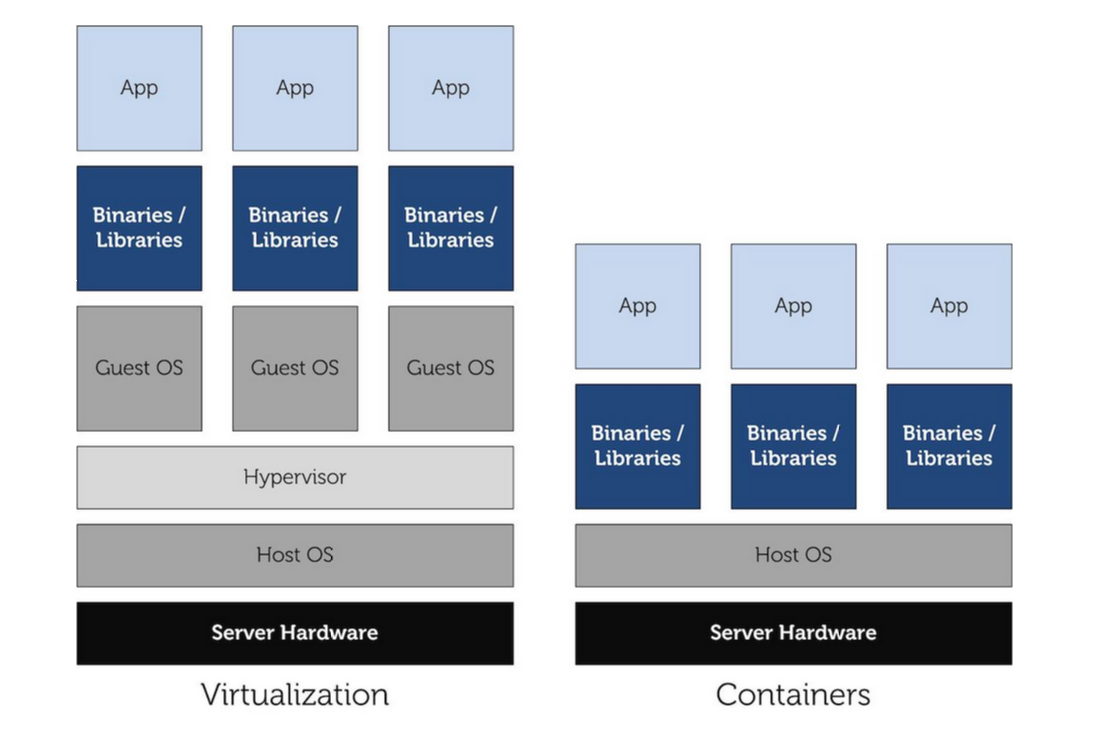 App
App
App
Binaries /
Libraries
Binaries /
Libraries
Binaries /
Libraries
Guest OS
Guest OS
Guest OS
Hypervisor
Host OS
Server Hardware
Virtualization
App
App
App
Binaries /
Libraries
Binaries /
Libraries
Binaries /
Libraries
Host OS
Server Hardware
Containers